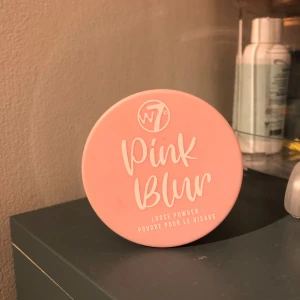 W7
Pink
Blur
LOOSE POWDER
POUDRE POUR LE VISAGE